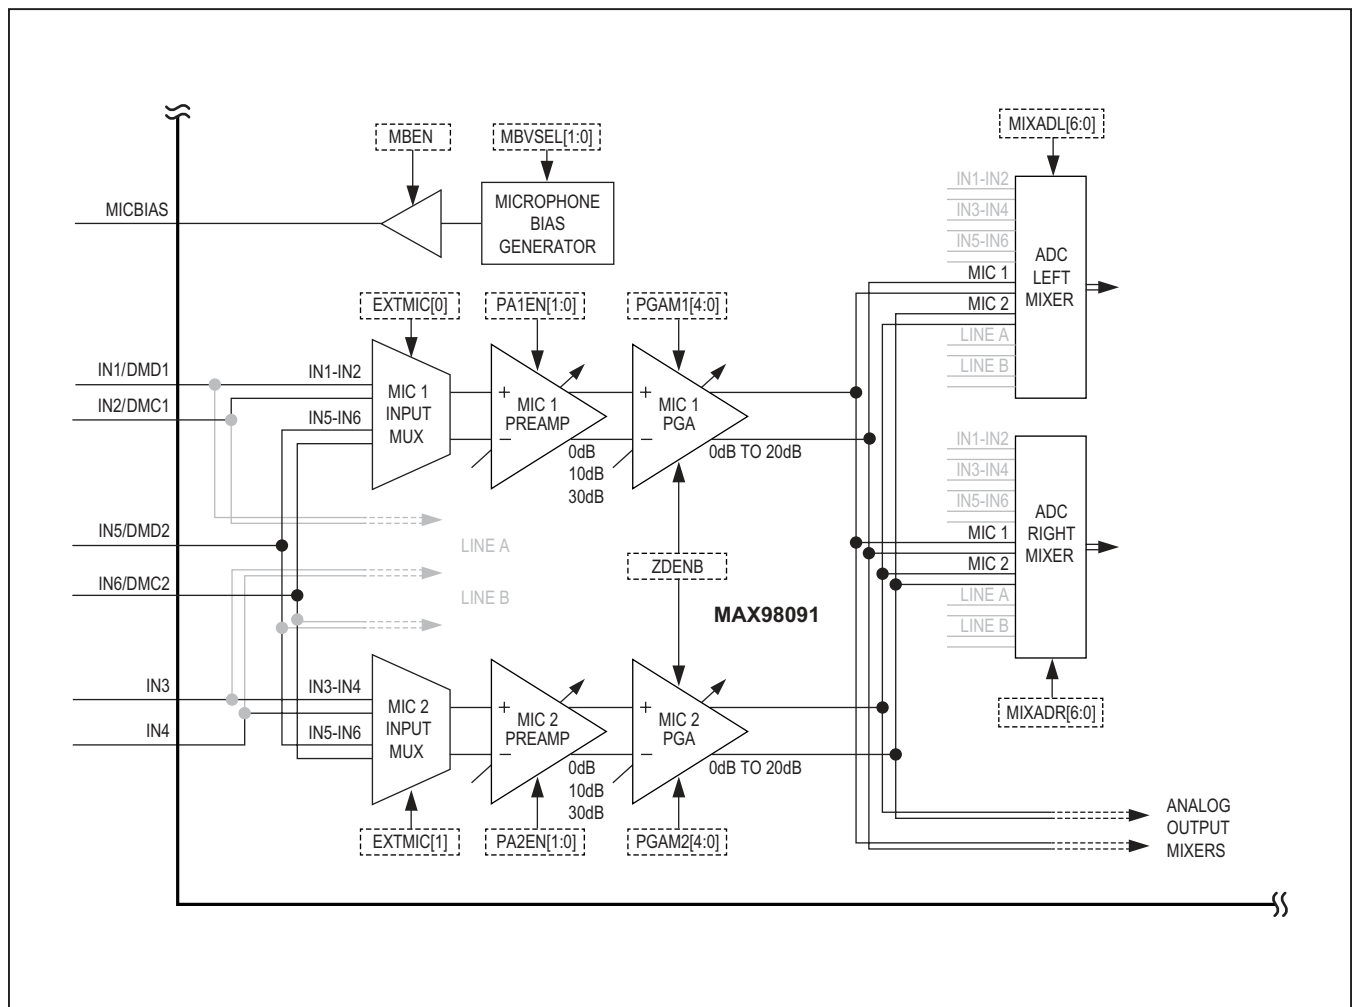 MBEN
MBVSEL[1:0]
MIXADL[6:0]
MICBIAS
MICROPHONE
BIAS
GENERATOR
IN1-IN2
IN3-IN4
IN5-IN6
MIC 1
MIC 2
LINE A
LINE B
ADC
LEFT
MIXER
EXTMIC[0]
PA1EN[1:0]
PGAM1[4:0]
IN1/DMD1
IN2/DMC1
IN1-IN2
IN5-IN6
MIC 1
INPUT
MUX
+
−
MIC 1
PREAMP
0dB
10dB
30dB
+
−
MIC 1
PGA
0dB TO 20dB
IN1-IN2
IN3-IN4
IN5-IN6
MIC 1
MIC 2
LINE A
LINE B
ADC
RIGHT
MIXER
IN5/DMD2
IN6/DMC2
LINE A
LINE B
ZDENB
MAX98091
IN3
IN4
IN3-IN4
IN5-IN6
MIC 2
INPUT
MUX
+
−
MIC 2
PREAMP
0dB
10dB
30dB
+
−
MIC 2
PGA
0dB TO 20dB
MIXADR[6:0]
EXTMIC[1]
PA2EN[1:0]
PGAM2[4:0]
ANALOG
OUTPUT
MIXERS